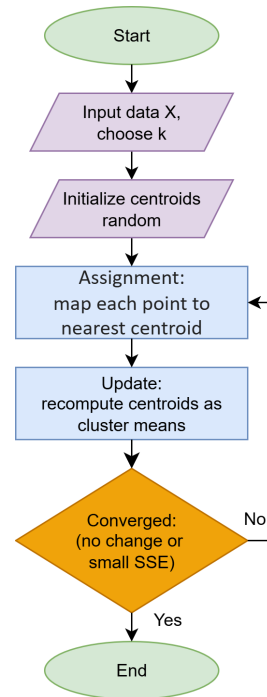 Start
Input data X,
choose k
Initialize centroids
random
Assignment:
map each point to
nearest centroid
Update:
recompute centroids as
cluster means
Converged:
(no change or
small SSE)
No
Yes
End